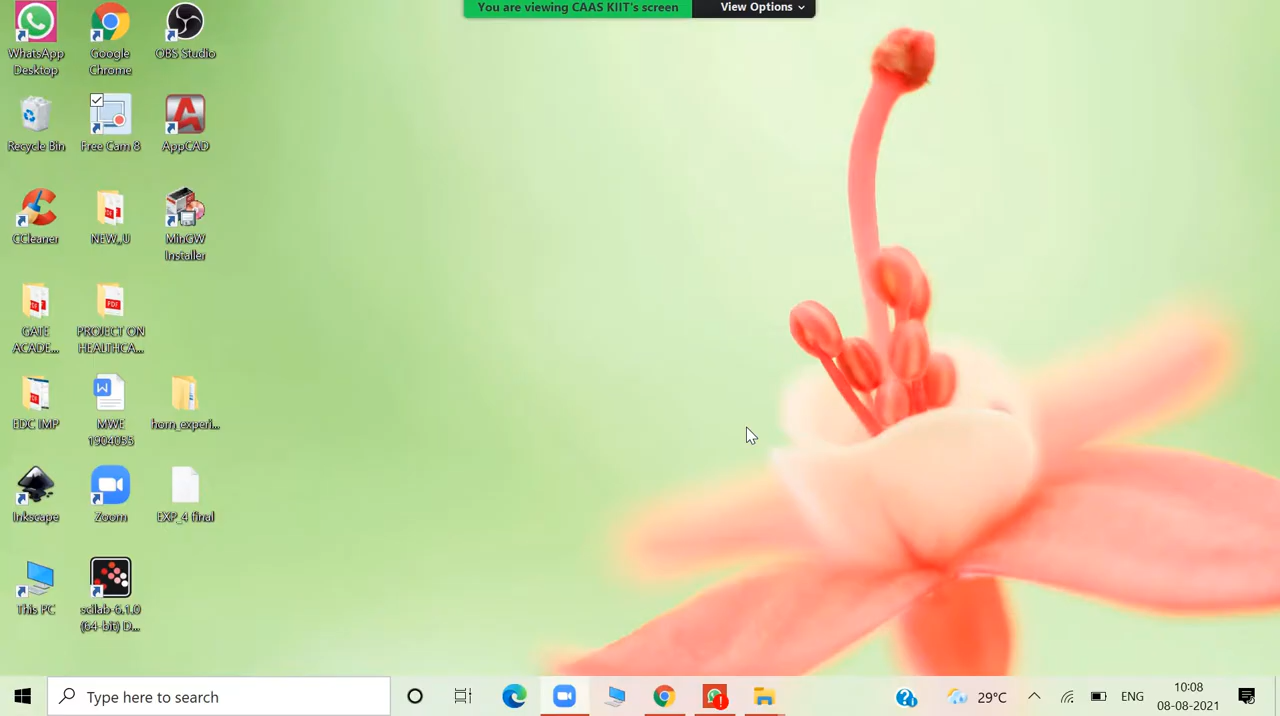 You are viewing CAAS KIIT's screen
View Options
WhatsApp Desktop
Google Chrome
OBS Studio
Recycle Bin
Free Cam 8
AppCAD
CCleaner
NEW_U
MinGW Installer
GATE ACADE...
PROJECT ON HEALTHCA...
EDC IMP
MWE 1904055
horn_experi...
Inkscape
Zoom
EXP_4 final
This PC
scilab-6.1.0 (64-bit) D...
Type here to search
29°C
ENG
10:08
08-08-2021